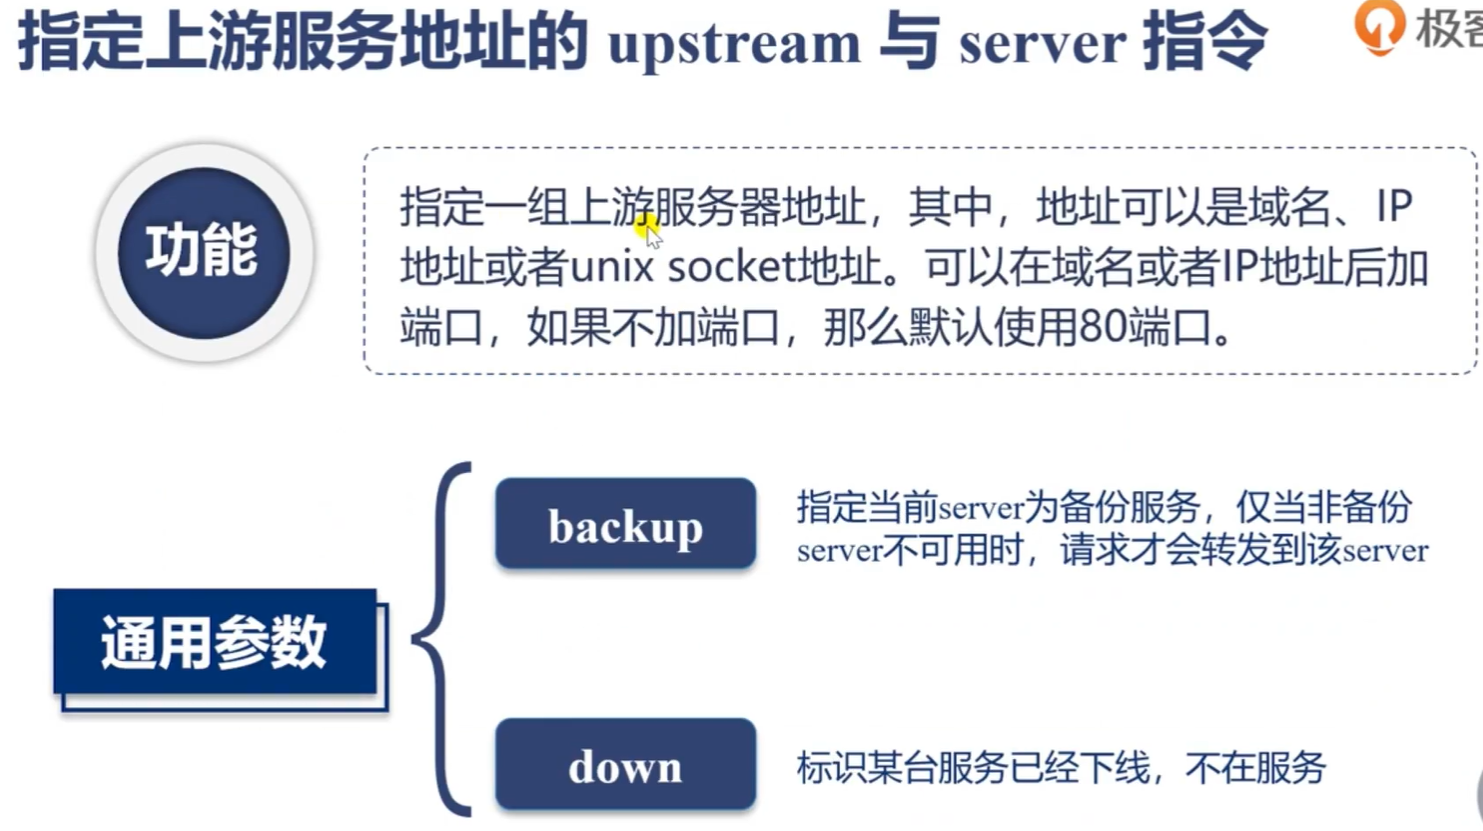 指定上游服务地址的 upstream 与 server 指令
极客
功能
指定一组上游服务器地址，其中，地址可以是域名、IP
地址或者unix socket地址。可以在域名或者IP地址后加
端口，如果不加端口，那么默认使用80端口。
通用参数
backup
指定当前server为备份服务，仅当非备份
server不可用时，请求才会转发到该server
down
标识某台服务已经下线，不在服务